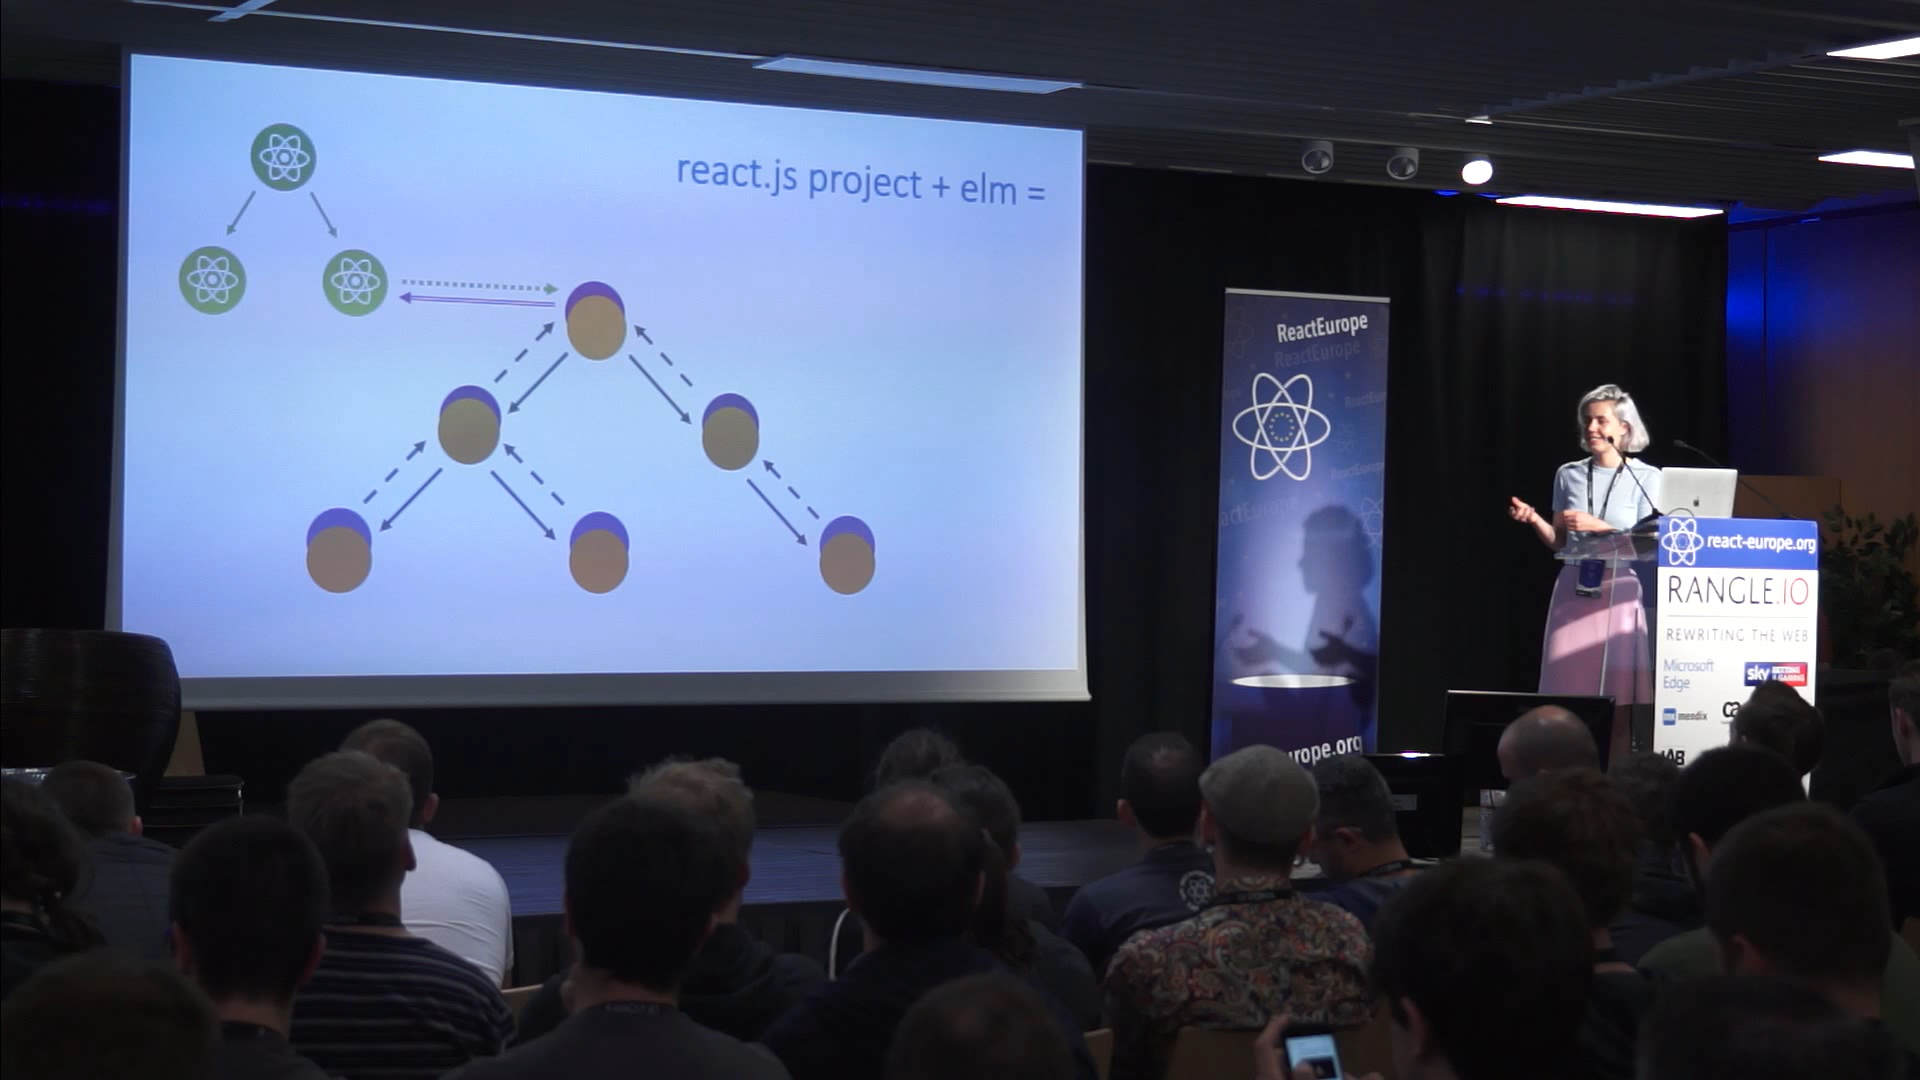 react.js project + elm =
ReactEurope
ReactEurope
react-europe.org
RANGLE.IO
REWRITING THE WEB
Microsoft
Edge
sky
mendix
urope.org